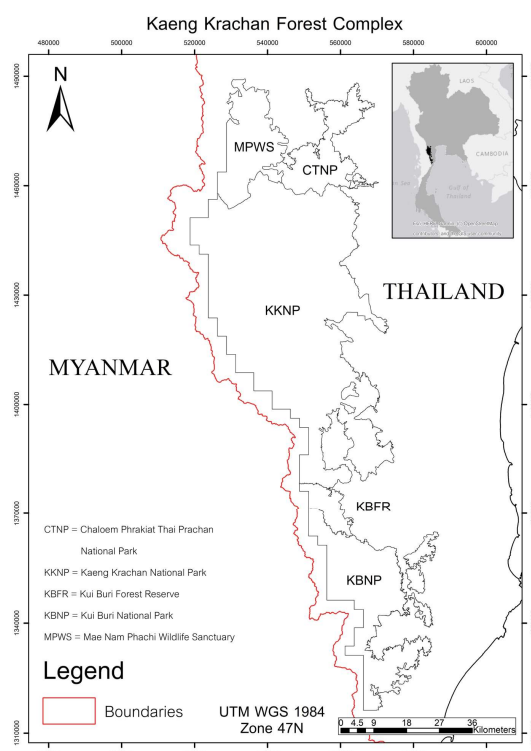 Kaeng Krachan Forest Complex
480000 500000 520000 540000 560000 580000 600000
1490000
1460000
1430000
1400000
1370000
1340000
1310000
N
LAOS
CAMBODIA
Gulf of
Thailand
MPWS
CTNP
KKNP
THAILAND
MYANMAR
KBFR
KBNP
CTNP = Chaloem Phrakiat Thai Prachan
National Park
KKNP = Kaeng Krachan National Park
KBFR = Kui Buri Forest Reserve
KBNP = Kui Buri National Park
MPWS = Mae Nam Phachi Wildlife Sanctuary
Legend
Boundaries
UTM WGS 1984
Zone 47N
0 4.5 9 18 27 36
Kilometers